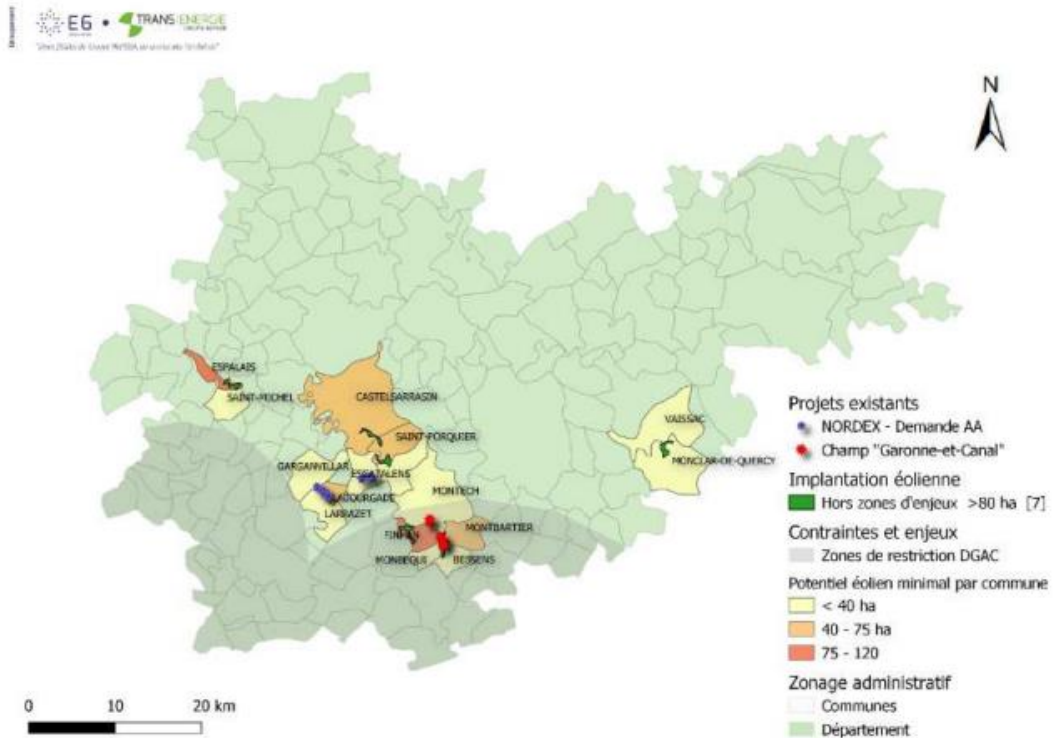 E6
TRANS ENERGIE
N
ESPALAIS
SAINT-MICHEL
CASTELSARRASIN
SAINT-PORQUIER
GARGANVILLAR
ESCATALENS
LABOURGADE
LARRAZET
MONTECH
FINHAN
MONTBARTIER
MONBEQUI
BESSENS
VAISSAC
MONCLAR-DE-QUERCY
Projets existants
NORDEX - Demande AA
Champ "Garonne-et-Canal"
Implantation éolienne
Hors zones d'enjeux >80 ha [7]
Contraintes et enjeux
Zones de restriction DGAC
Potentiel éolien minimal par commune
< 40 ha
40 - 75 ha
75 - 120
Zonage administratif
Communes
Département
0 10 20 km